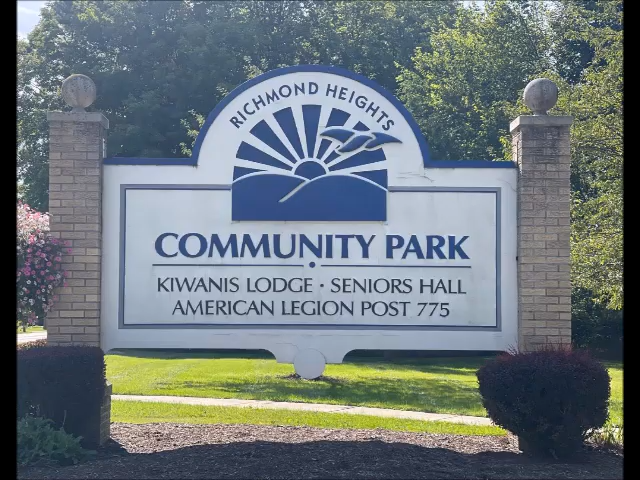 RICHMOND HEIGHTS
COMMUNITY PARK
KIWANIS LODGE · SENIORS HALL
AMERICAN LEGION POST 775